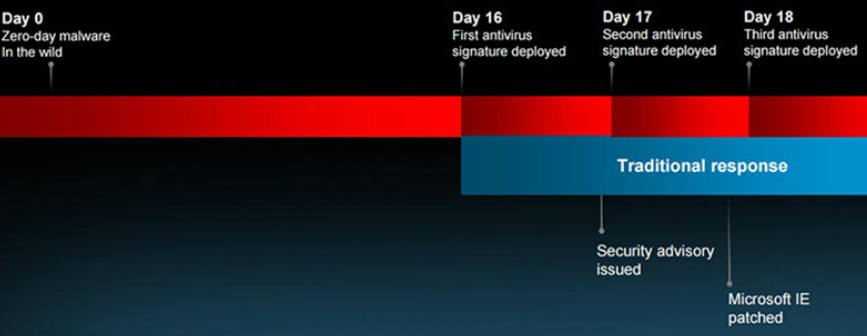 Day 0
Zero-day malware
In the wild
Day 16
First antivirus
signature deployed
Day 17
Second antivirus
signature deployed
Day 18
Third antivirus
signature deployed
Traditional response
Security advisory
issued
Microsoft IE
patched